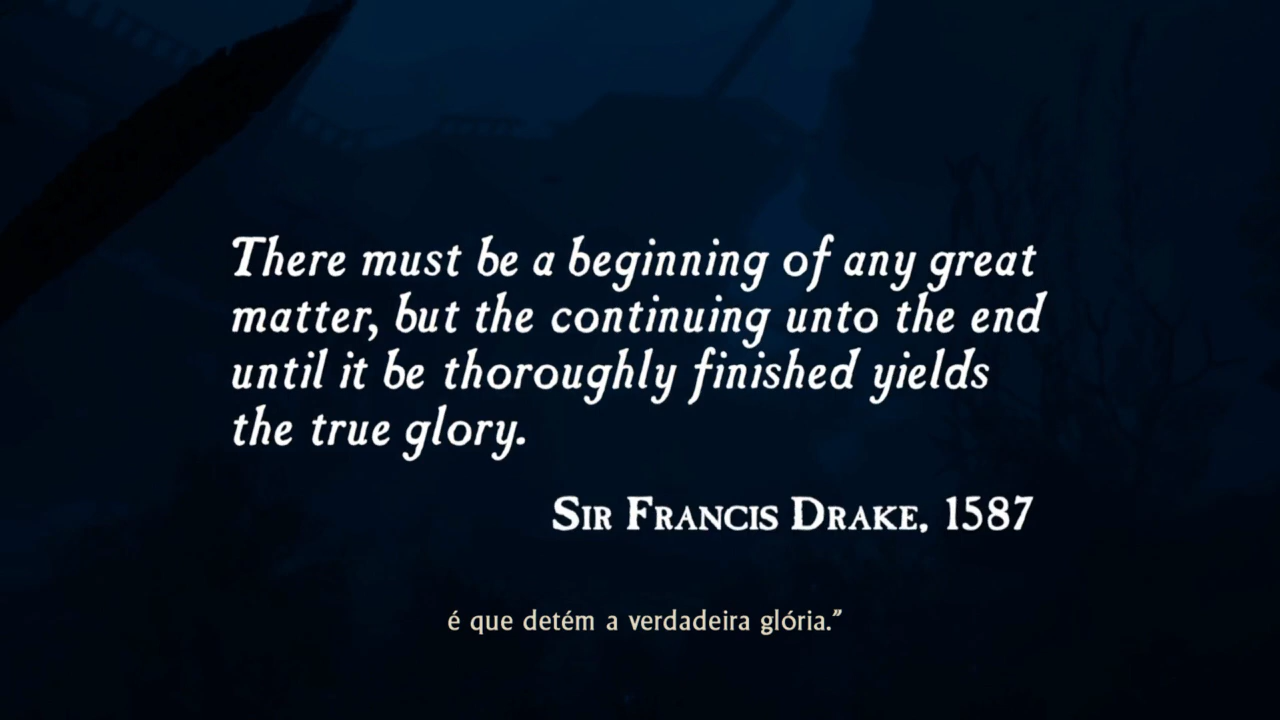 There must be a beginning of any great
matter, but the continuing unto the end
until it be thoroughly finished yields
the true glory.
Sir Francis Drake, 1587
é que detém a verdadeira glória.”